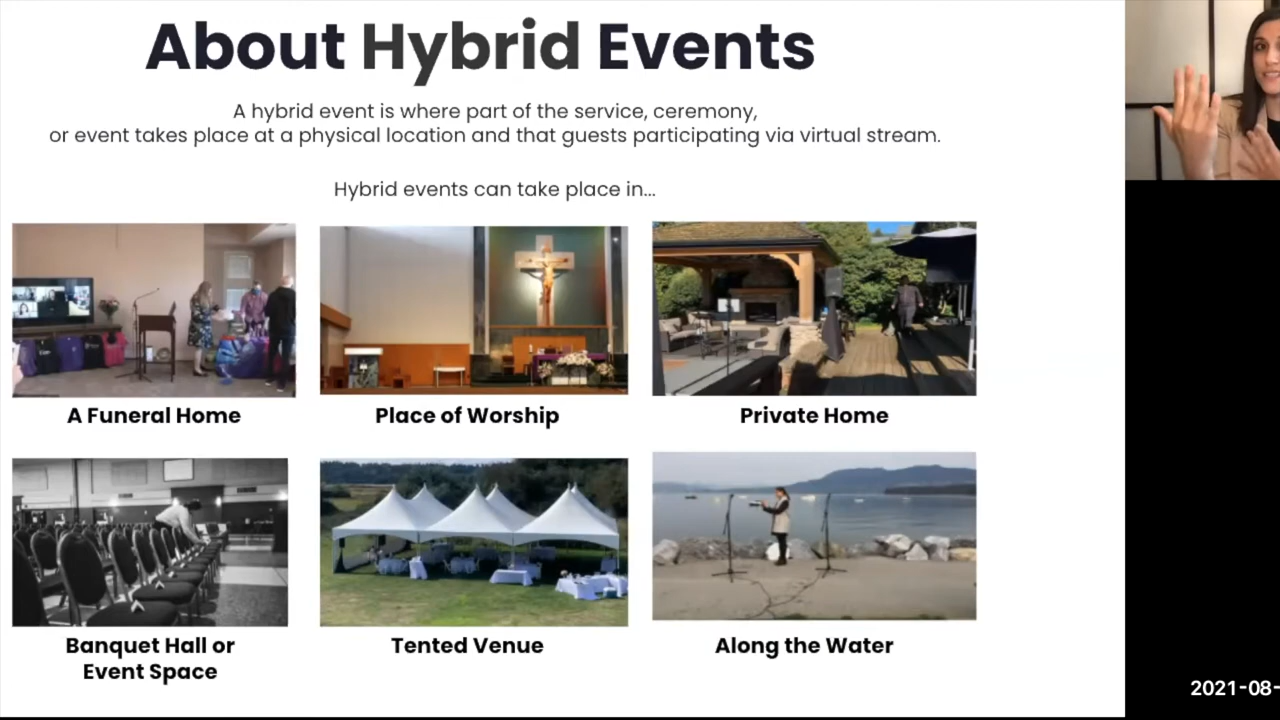 About Hybrid Events
A hybrid event is where part of the service, ceremony,
or event takes place at a physical location and that guests participating via virtual stream.
Hybrid events can take place in...
A Funeral Home
Place of Worship
Private Home
Banquet Hall or
Event Space
Tented Venue
Along the Water
2021-08-